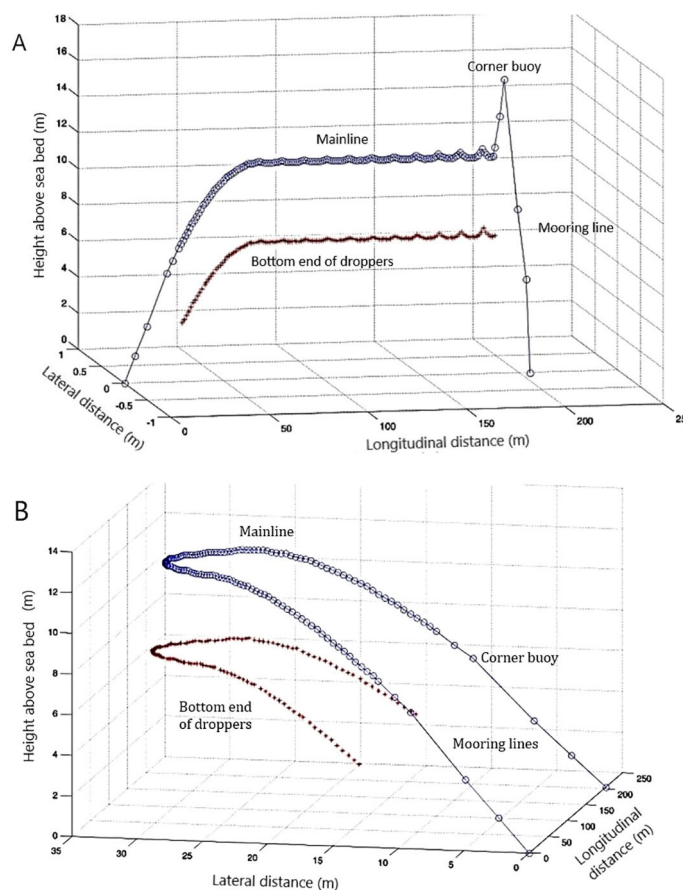 A
18
16
14
12
10
8
6
4
2
0
Height above sea bed (m)
Corner buoy
Mainline
Mooring line
Bottom end of droppers
1
0.5
0
-0.5
-1
Lateral distance (m)
0
50
100
150
200
25
Longitudinal distance (m)
B
14
12
10
8
6
4
2
0
Height above sea bed (m)
Mainline
Corner buoy
Bottom end
of droppers
Mooring lines
35
30
25
20
15
10
5
0
Lateral distance (m)
0
50
100
150
200
250
Longitudinal
distance (m)